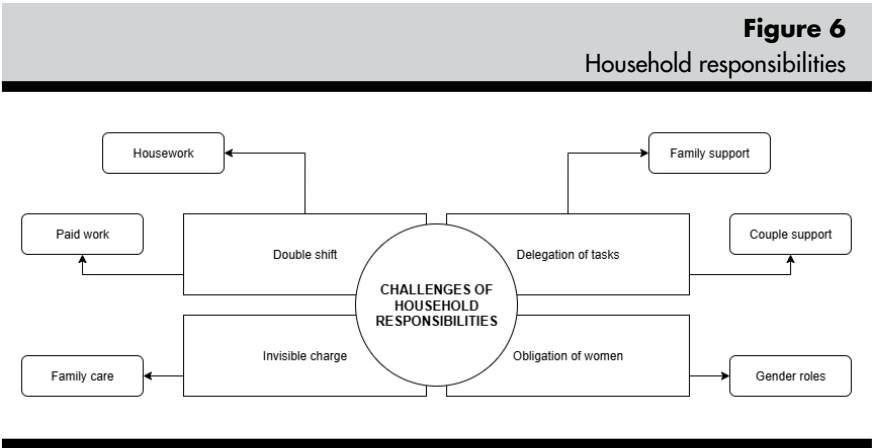 Figure 6
Household responsibilities
Housework
Family support
Paid work
Couple support
Double shift
Delegation of tasks
CHALLENGES OF
HOUSEHOLD
RESPONSIBILITIES
Invisible charge
Obligation of women
Family care
Gender roles